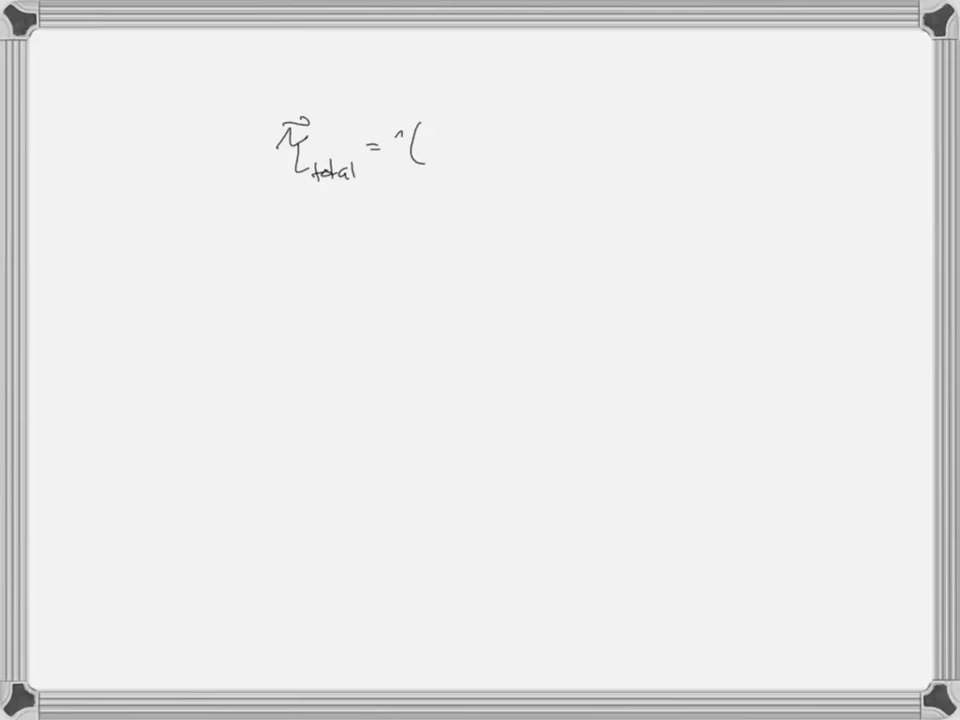 η̃ total = ^(